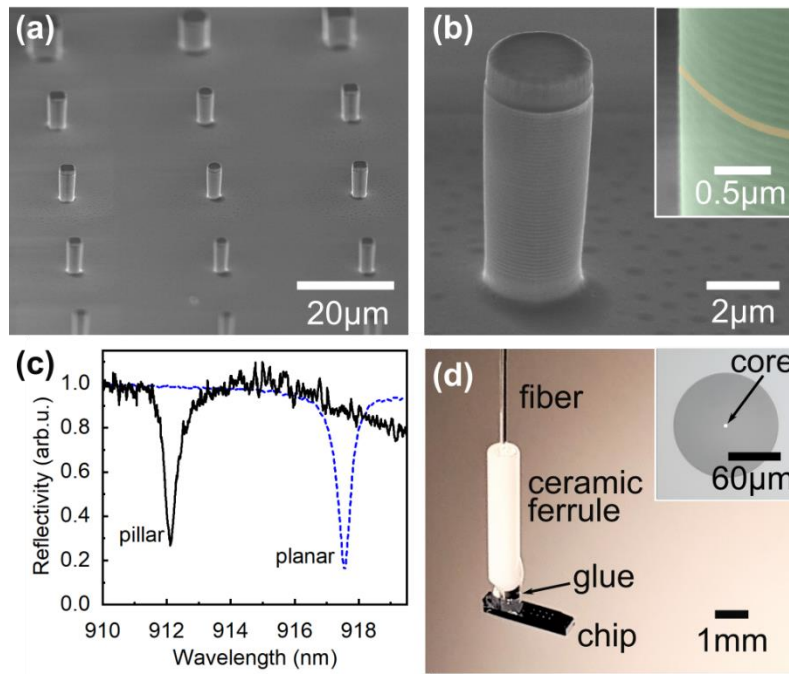 (a)
20µm
(b)
0.5µm
2µm
(c)
Reflectivity (arb.u.)
1.0
0.8
0.6
0.4
0.2
0.0
pillar
planar
910 912 914 916 918
Wavelength (nm)
(d)
fiber
ceramic
ferrule
glue
chip
1mm
core
60µm